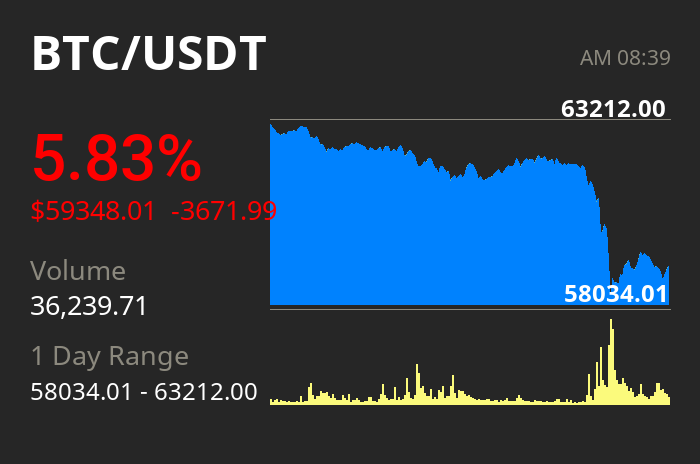 BTC/USDT
AM 08:39
63212.00
5.83%
$59348.01 -3671.99
Volume
36,239.71
58034.01
1 Day Range
58034.01 - 63212.00